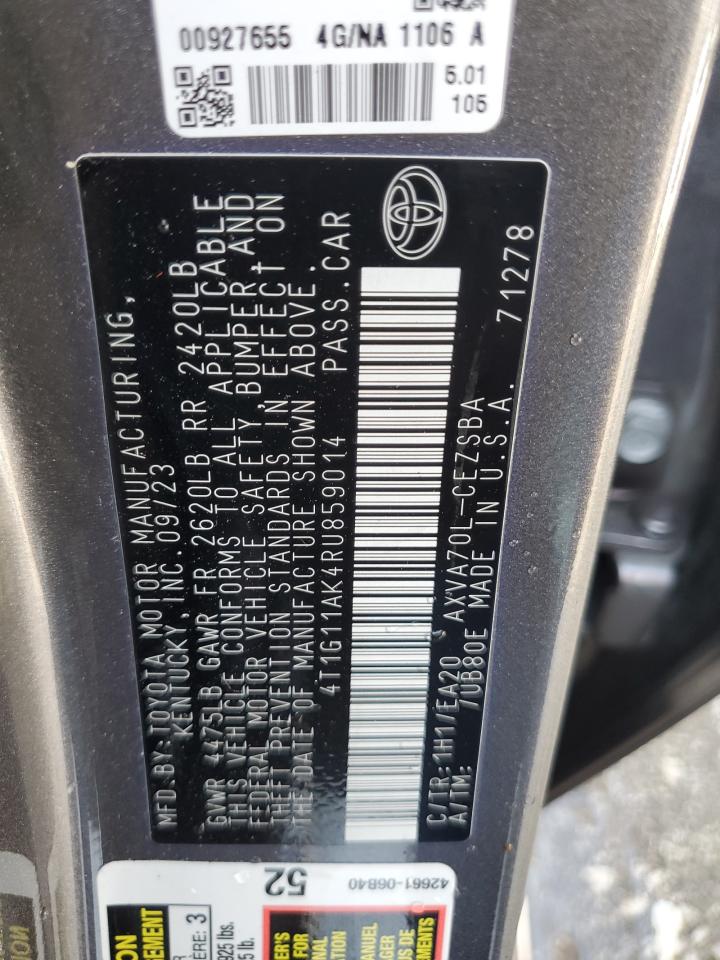 00927655 4G/NA 1106 A
5.01
105
MFD.BY:TOYOTA MOTOR MANUFACTURING,
KENTUCKY, INC. 09/23
GVWR 4475LB GAWR FR 2620LB RR 2420LB
THIS VEHICLE CONFORMS TO ALL APPLICABLE
FEDERAL MOTOR VEHICLE SAFETY, BUMPER, AND
THEFT PREVENTION STANDARDS IN EFFECT ON
THE DATE OF MANUFACTURE SHOWN ABOVE.
4T1G11AK4RU859014 PASS.CAR
C/TR:1H1/EA20 AXVA70L-CEZSBA
A/TM: /UB80E MADE IN U.S.A. 71278
52
42661-06B40